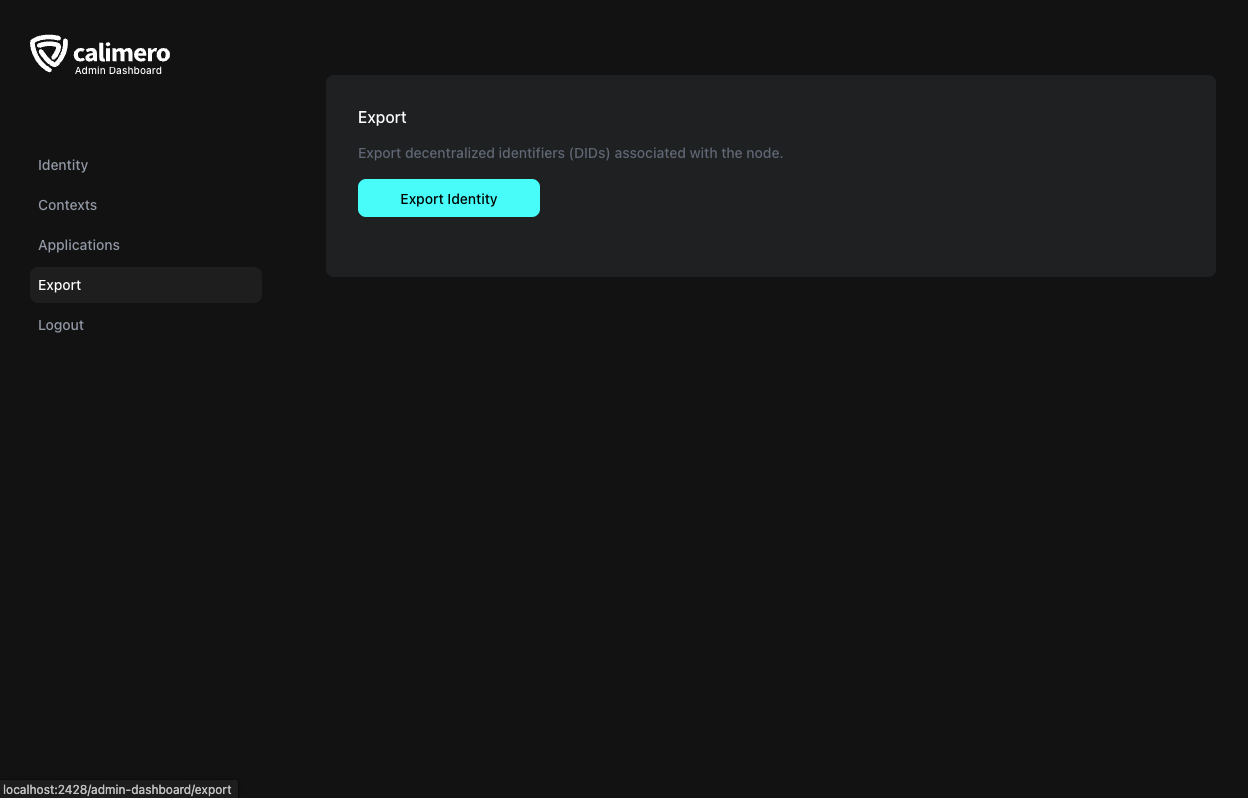 calimero
Admin Dashboard
Identity
Contexts
Applications
Export
Logout
Export
Export decentralized identifiers (DIDs) associated with the node.
Export Identity
localhost:2428/admin-dashboard/export